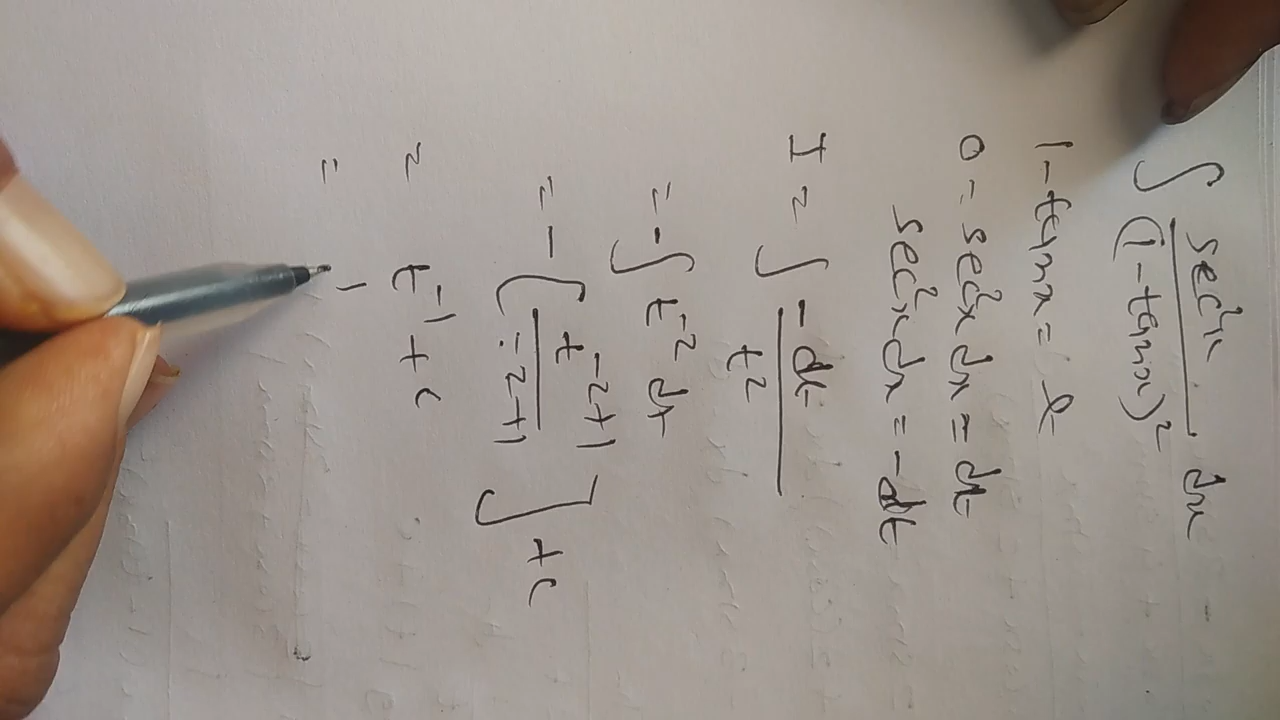 ∫ sec²x / (1 - tanx)² dx
1 - tanx = t
0 - sec²x dx = dt
sec²x dx = -dt
I = ∫ -dt / t²
= -∫ t⁻² dt
= - [ t⁻²⁺¹ / -2+1 ] + c
= t⁻¹ + c
= 1